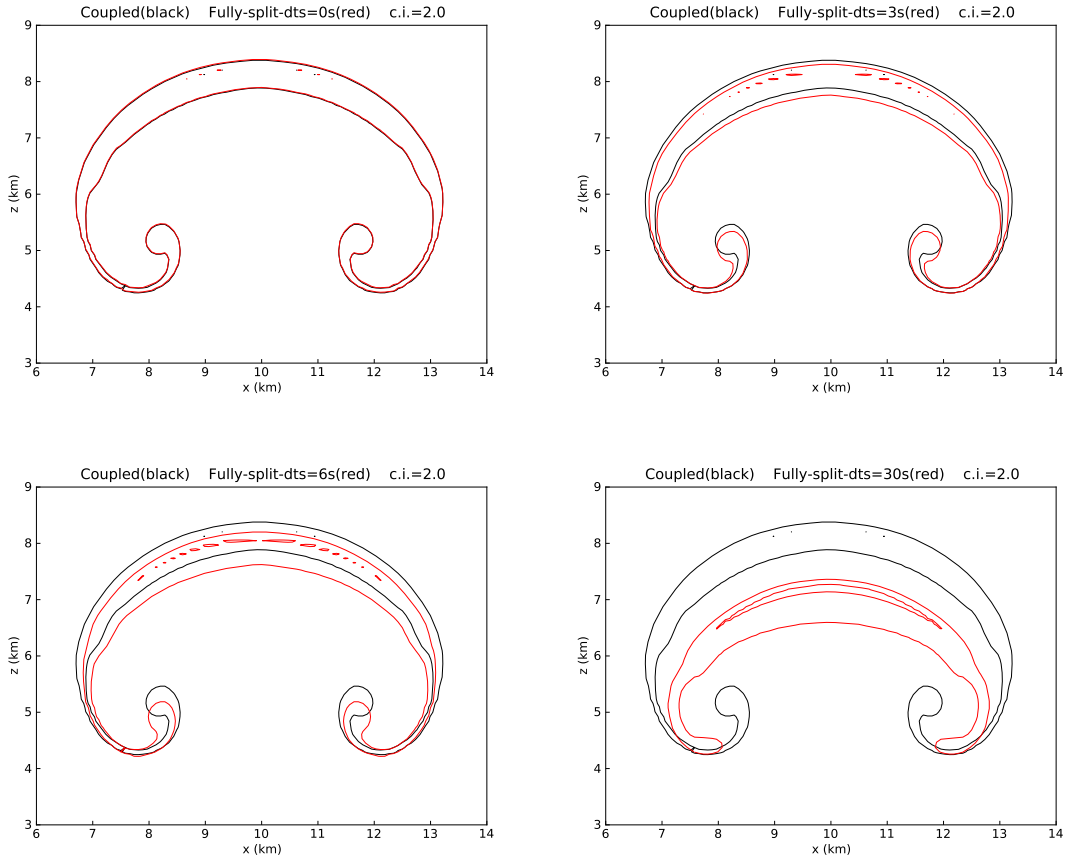 Coupled(black) Fully-split-dts=0s(red) c.i.=2.0
9
8
7
6
5
4
3
z (km)
6 7 8 9 10 11 12 13 14
x (km)
Coupled(black) Fully-split-dts=3s(red) c.i.=2.0
9
8
7
6
5
4
3
z (km)
6 7 8 9 10 11 12 13 14
x (km)
Coupled(black) Fully-split-dts=6s(red) c.i.=2.0
9
8
7
6
5
4
3
z (km)
6 7 8 9 10 11 12 13 14
x (km)
Coupled(black) Fully-split-dts=30s(red) c.i.=2.0
9
8
7
6
5
4
3
z (km)
6 7 8 9 10 11 12 13 14
x (km)